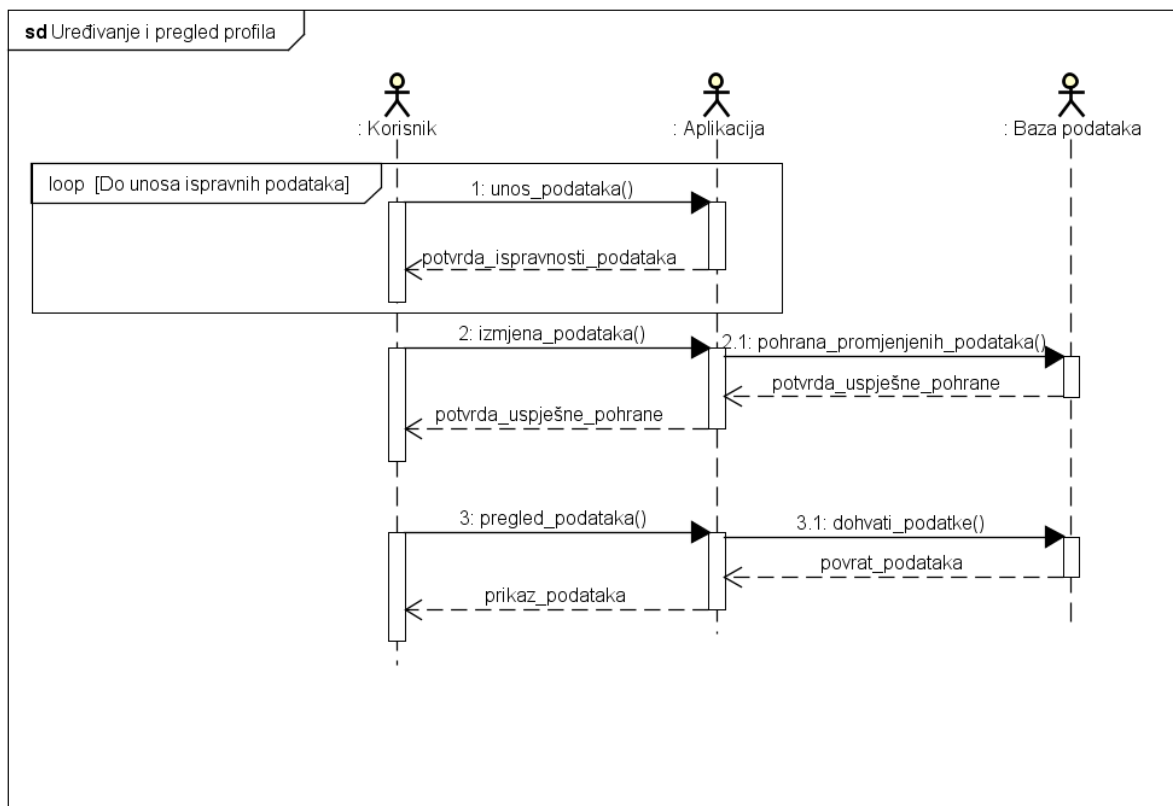 sd Uređivanje i pregled profila
: Korisnik
: Aplikacija
: Baza podataka
loop [Do unosa ispravnih podataka]
1: unos_podataka()
potvrda_ispravnosti_podataka
2: izmjena_podataka()
2.1: pohrana_promjenjenih_podataka()
potvrda_uspješne_pohrane
potvrda_uspješne_pohrane
3: pregled_podataka()
3.1: dohvati_podatke()
povrat_podataka
prikaz_podataka